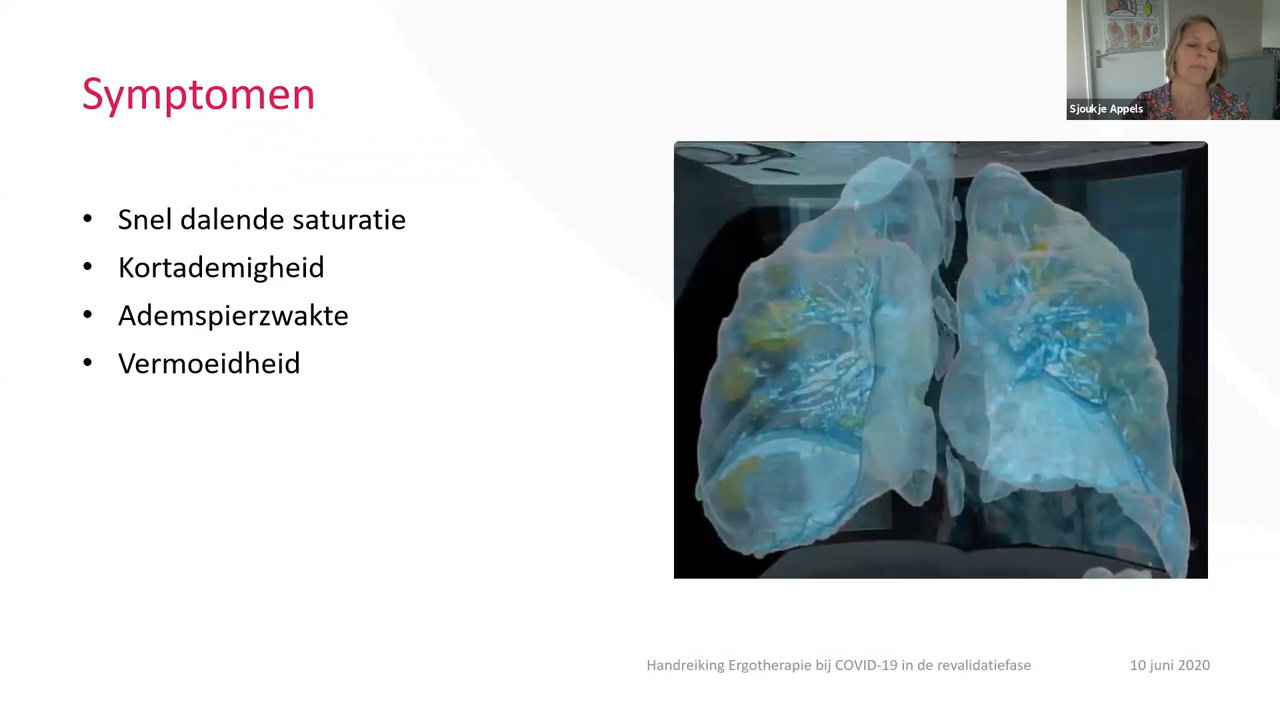 Symptomen
Sjoukje Appels
• Snel dalende saturatie
• Kortademigheid
• Ademspierzwakte
• Vermoeidheid
Handreiking Ergotherapie bij COVID-19 in de revalidatiefase
10 juni 2020